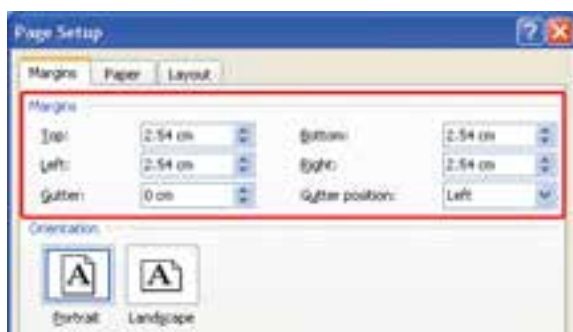 Page Setup
Margins Paper Layout
Margins
Top: 2.54 cm Bottom: 2.54 cm
Left: 2.54 cm Right: 2.54 cm
Gutter: 0 cm Gutter position: Left
Orientation
A A
Portrait Landscape